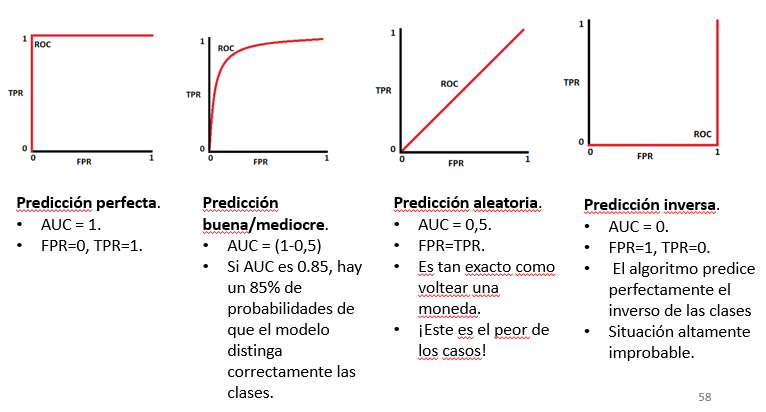 1
ROC
TPR
0
0
FPR
1
1
ROC
TPR
0
0
FPR
1
1
ROC
TPR
0
0
FPR
1
1
TPR
ROC
0
0
FPR
1
Predicción perfecta.
• AUC = 1.
• FPR=0, TPR=1.
Predicción
buena/mediocre.
• AUC = (1-0,5)
• Si AUC es 0.85, hay
un 85% de
probabilidades de
que el modelo
distinga
correctamente las
clases.
Predicción aleatoria.
• AUC = 0,5.
• FPR=TPR.
• Es tan exacto como
voltear una
moneda.
• ¡Este es el peor de
los casos!
Predicción inversa.
• AUC = 0.
• FPR=1, TPR=0.
• El algoritmo predice
perfectamente el
inverso de las clases
• Situación altamente
improbable.
58